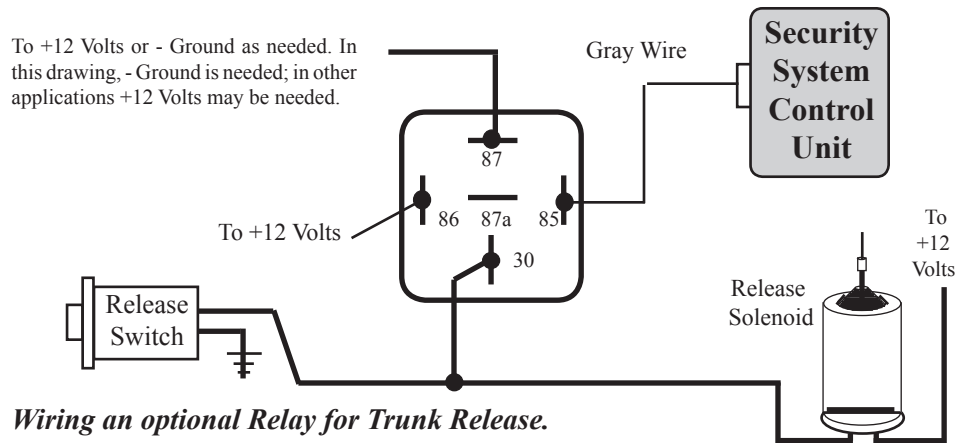 To +12 Volts or - Ground as needed. In
this drawing, - Ground is needed; in other
applications +12 Volts may be needed.
Gray Wire
Security
System
Control
Unit
87
86
87a
85
To +12 Volts
30
To
+12
Volts
Release
Switch
Release
Solenoid
Wiring an optional Relay for Trunk Release.